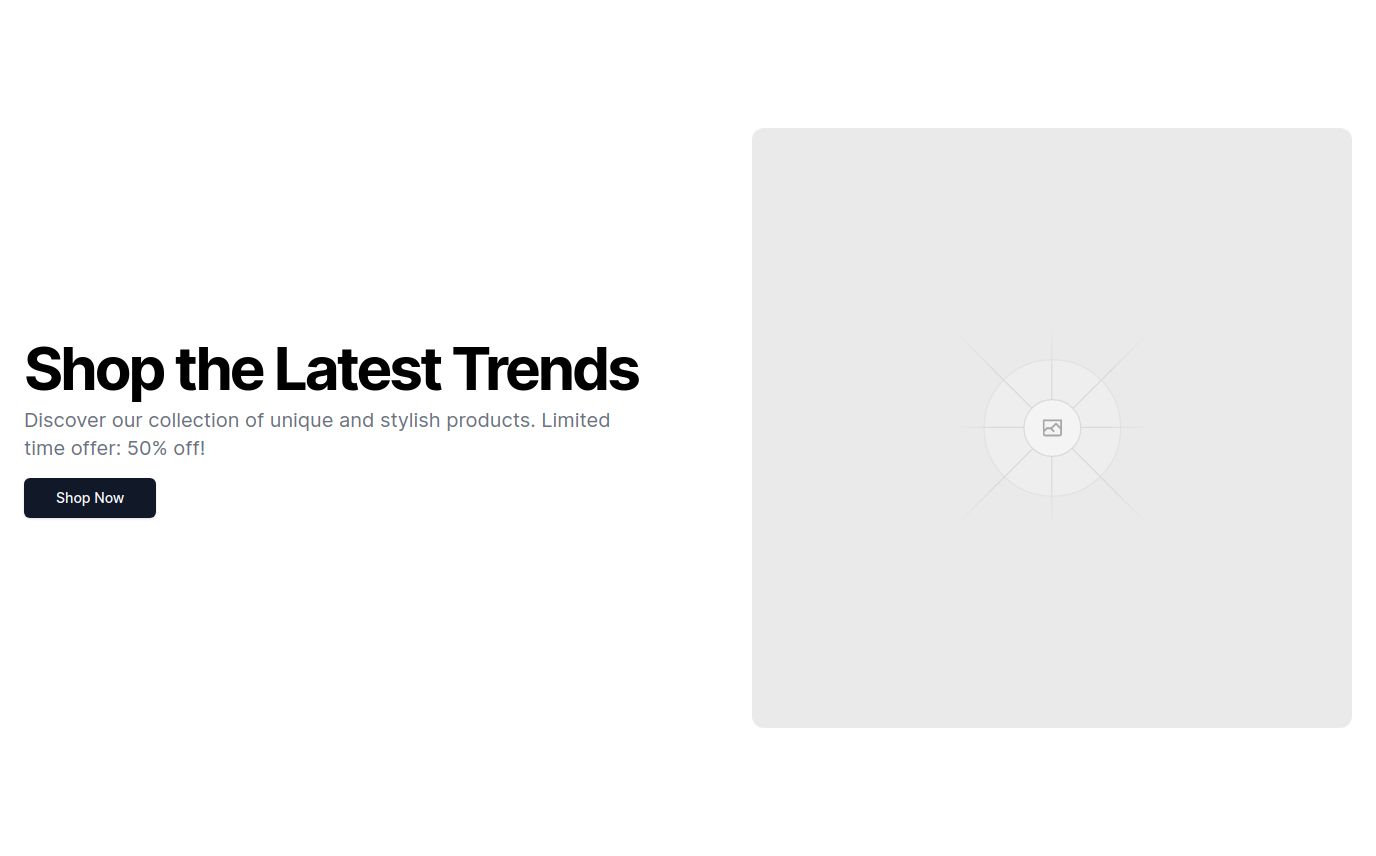 Shop the Latest Trends
Discover our collection of unique and stylish products. Limited
time offer: 50% off!
Shop Now